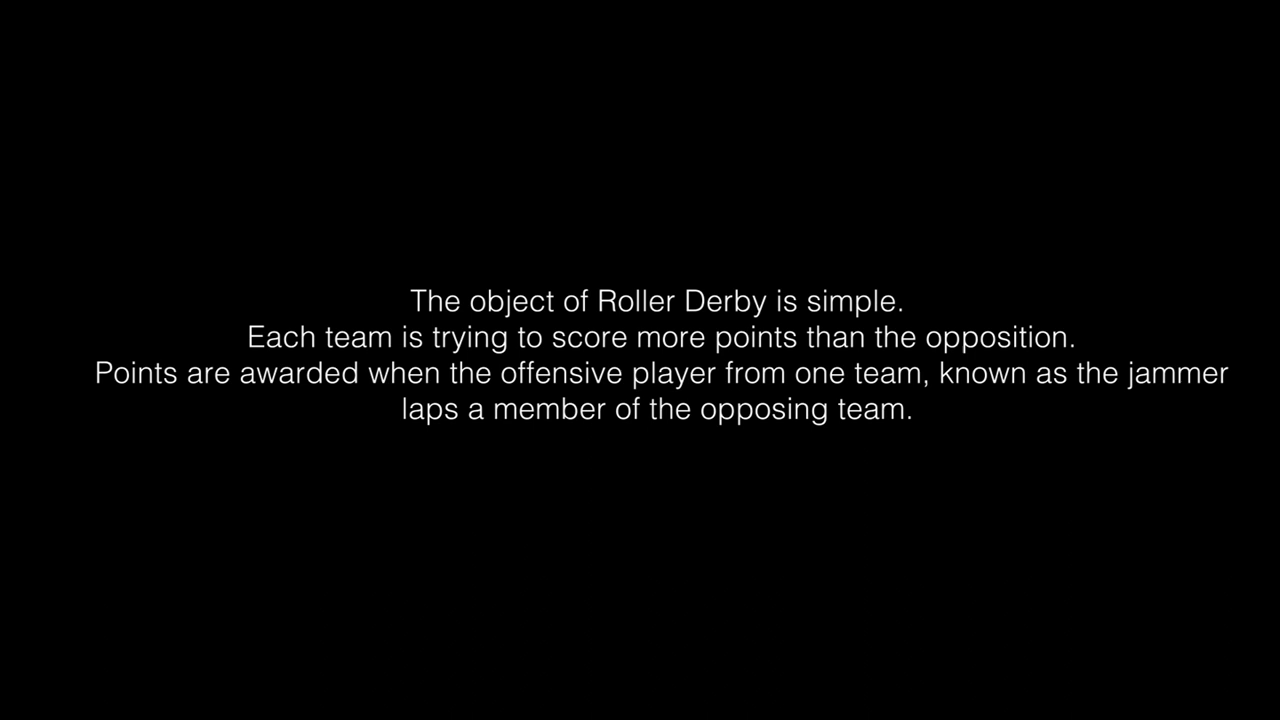 The object of Roller Derby is simple.
Each team is trying to score more points than the opposition.
Points are awarded when the offensive player from one team, known as the jammer
laps a member of the opposing team.